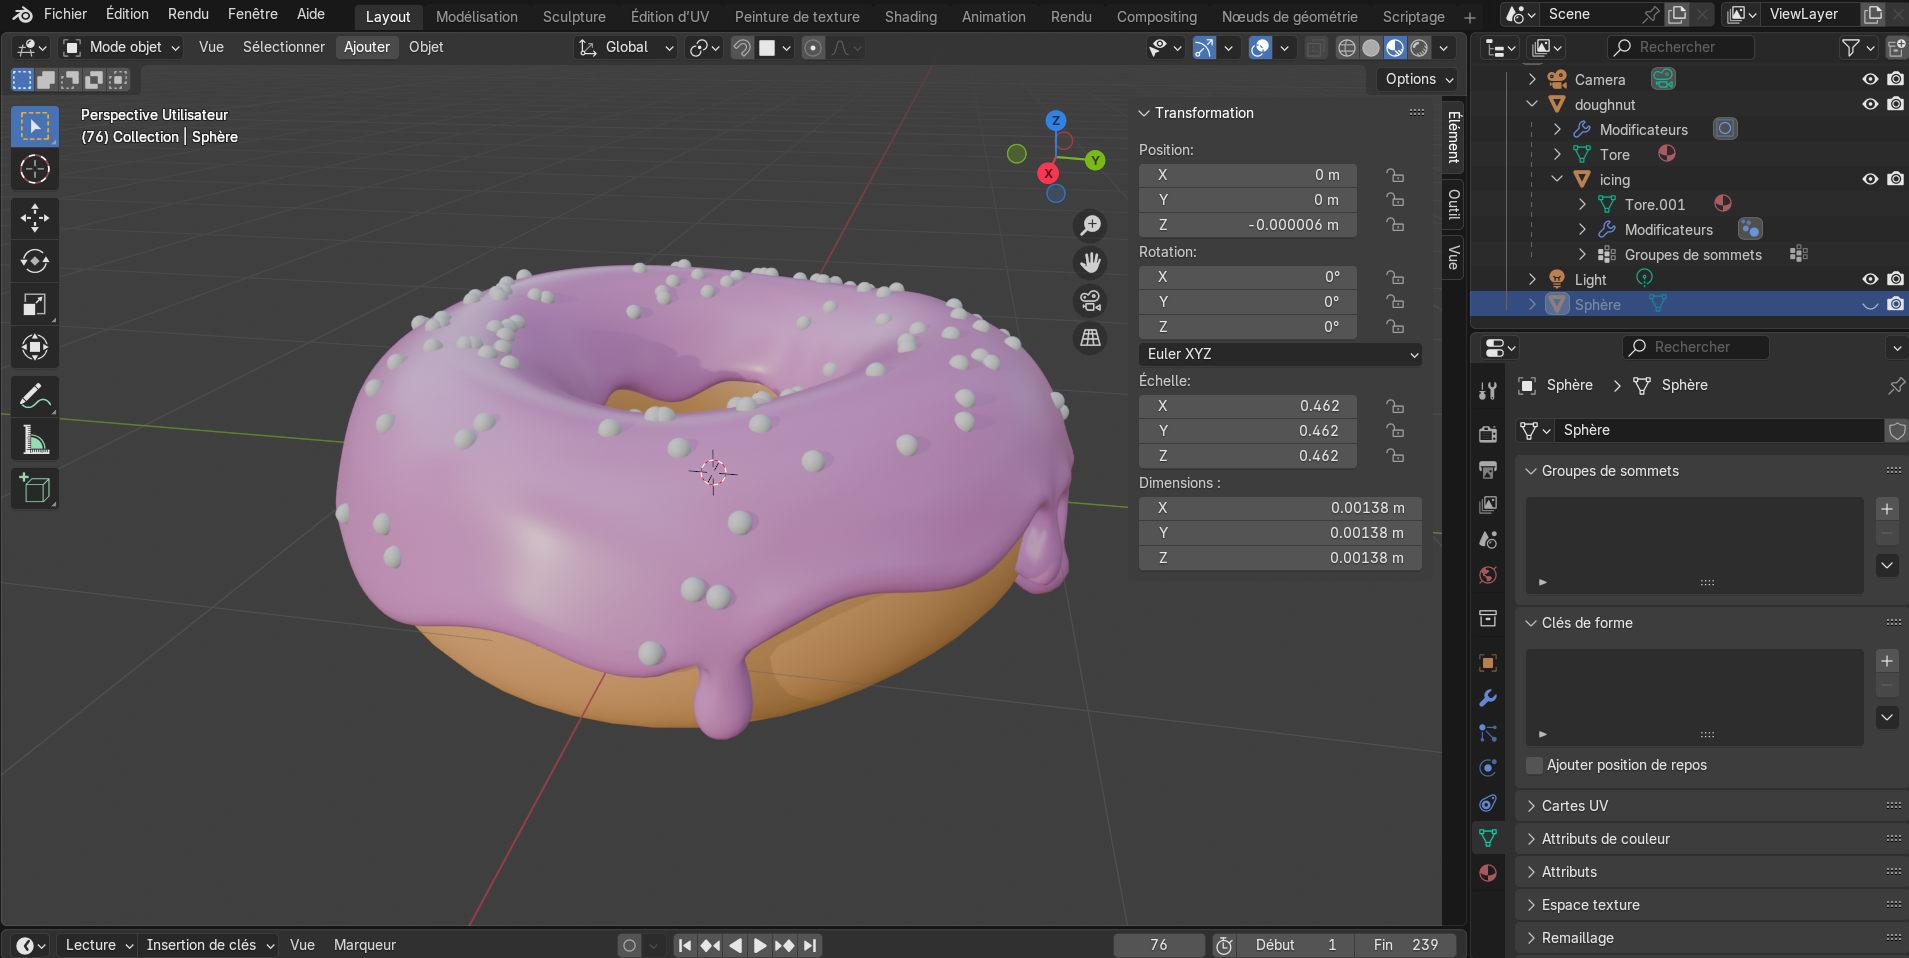 Fichier Édition Rendu Fenêtre Aide Layout Modélisation Sculpture Édition d'UV Peinture de texture Shading Animation Rendu Compositing Nœuds de géométrie Scriptage + Scene ViewLayer
Mode objet Vue Sélectionner Ajouter Objet Global Rechercher
Options
Perspective Utilisateur
(76) Collection | Sphère
Z
Y
X
Transformation
Position:
X 0 m
Y 0 m
Z -0.000006 m
Rotation:
X 0°
Y 0°
Z 0°
Euler XYZ
Échelle:
X 0.462
Y 0.462
Z 0.462
Dimensions :
X 0.00138 m
Y 0.00138 m
Z 0.00138 m
Élément
Outil
Vue
Camera
doughnut
Modificateurs
Tore
icing
Tore.001
Modificateurs
Groupes de sommets
Light
Sphère
Rechercher
Sphère Sphère
Sphère
Groupes de sommets
Clés de forme
Ajouter position de repos
Cartes UV
Attributs de couleur
Attributs
Espace texture
Remaillage
Lecture Insertion de clés Vue Marqueur 76 Début 1 Fin 239